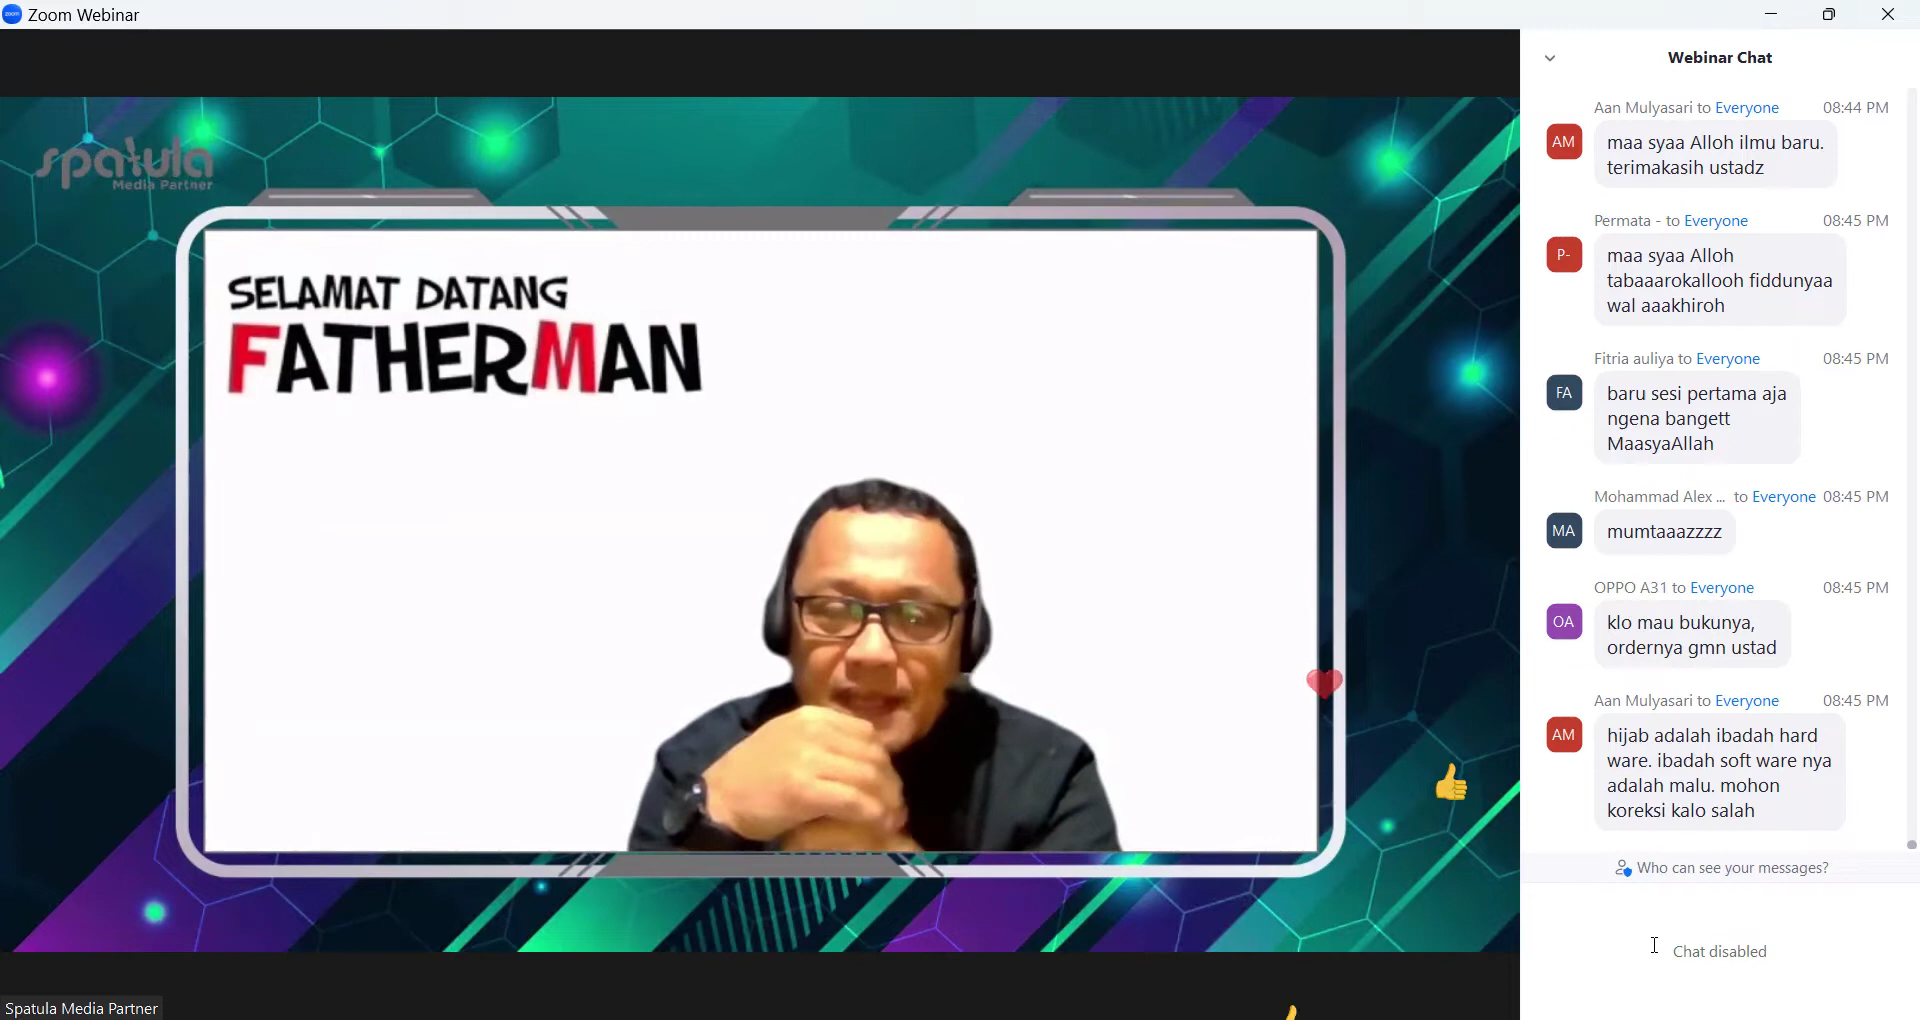 Zoom Webinar
spatula
Media Partner
SELAMAT DATANG
FATHERMAN
Spatula Media Partner
Webinar Chat
Aan Mulyasari to Everyone 08:44 PM
AM
maa syaa Alloh ilmu baru.
terimakasih ustadz
Permata - to Everyone 08:45 PM
P-
maa syaa Alloh
tabaaarokallooh fiddunyaa
wal aaakhiroh
Fitria auliya to Everyone 08:45 PM
FA
baru sesi pertama aja
ngena bangett
MaasyaAllah
Mohammad Alex ... to Everyone 08:45 PM
MA
mumtaaazzzz
OPPO A31 to Everyone 08:45 PM
OA
klo mau bukunya,
ordernya gmn ustad
Aan Mulyasari to Everyone 08:45 PM
AM
hijab adalah ibadah hard
ware. ibadah soft ware nya
adalah malu. mohon
koreksi kalo salah
Who can see your messages?
Chat disabled